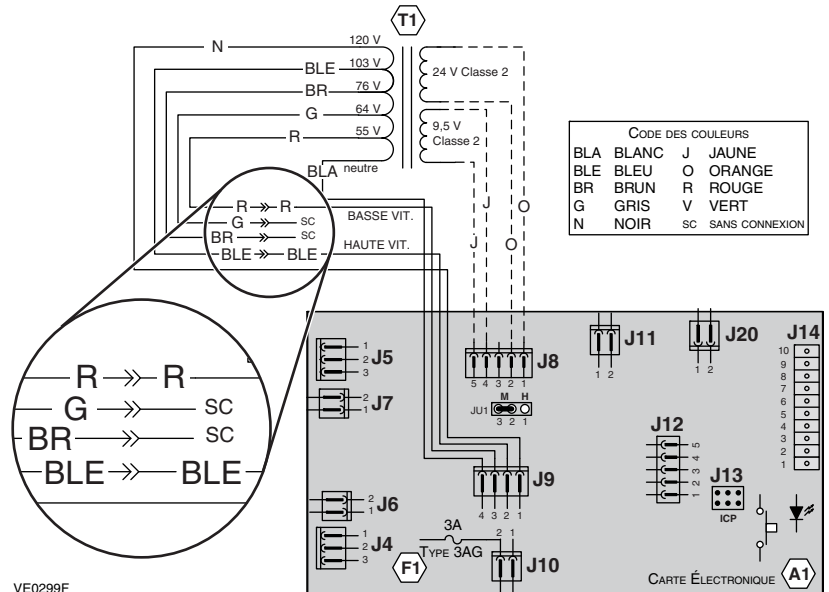 T1
N 120 V
BLE 103 V
BR 76 V
G 64 V
R 55 V
BLA neutre
24 V Classe 2
9,5 V
Classe 2
CODE DES COULEURS
BLA BLANC J JAUNE
BLE BLEU O ORANGE
BR BRUN R ROUGE
G GRIS V VERT
N NOIR SC SANS CONNEXION
R R BASSE VIT.
G SC
BR SC
BLE BLE HAUTE VIT.
J J O O
R R
G SC
BR SC
BLE BLE
J5
1
2
3
J7
2
1
J6
2
1
J4
1
2
3
J8
5 4 3 2 1
M H
JU1
3 2 1
J9
4 3 2 1
3A
TYPE 3AG
F1
2 1
J10
J11
1 2
J20
1 2
J14
10
9
8
7
6
5
4
3
2
1
J12
5
4
3
2
1
J13
ICP
CARTE ÉLECTRONIQUE A1
VE0299F